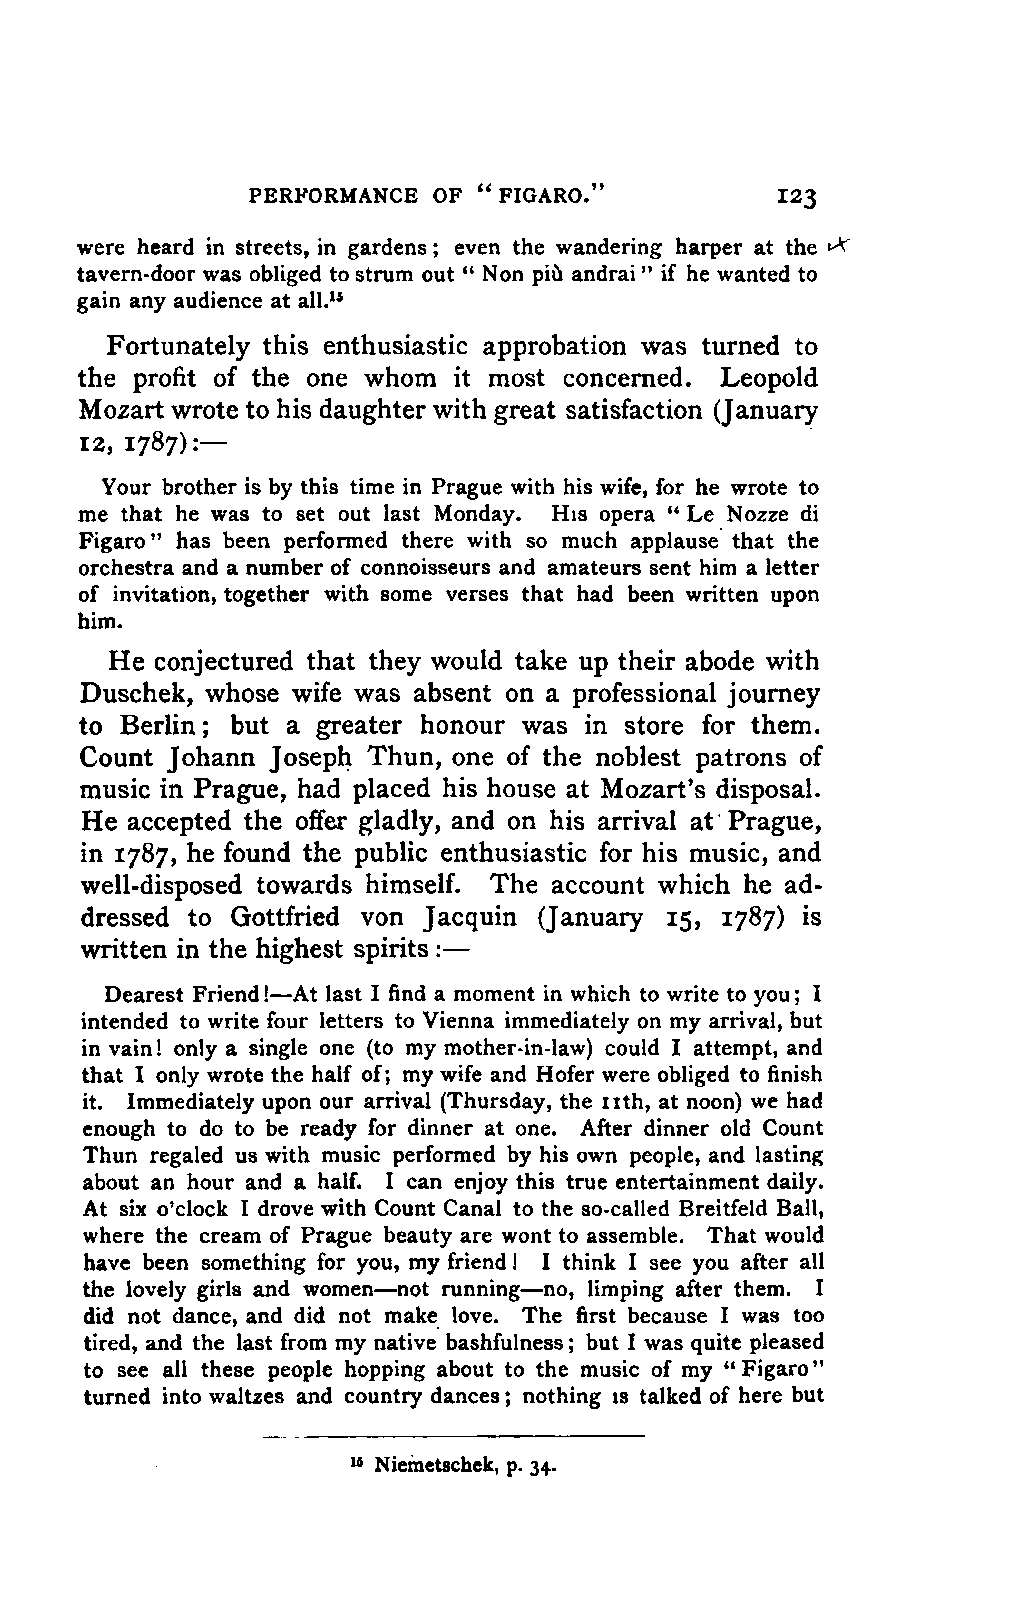 PERFORMANCE OF "FIGARO." 123
were heard in streets, in gardens; even the wandering harper at the
tavern-door was obliged to strum out "Non più andrai" if he wanted to
gain any audience at all.¹⁵
Fortunately this enthusiastic approbation was turned to
the profit of the one whom it most concerned. Leopold
Mozart wrote to his daughter with great satisfaction (January
12, 1787):—
Your brother is by this time in Prague with his wife, for he wrote to
me that he was to set out last Monday. His opera "Le Nozze di
Figaro" has been performed there with so much applause that the
orchestra and a number of connoisseurs and amateurs sent him a letter
of invitation, together with some verses that had been written upon
him.
He conjectured that they would take up their abode with
Duschek, whose wife was absent on a professional journey
to Berlin; but a greater honour was in store for them.
Count Johann Joseph Thun, one of the noblest patrons of
music in Prague, had placed his house at Mozart's disposal.
He accepted the offer gladly, and on his arrival at Prague,
in 1787, he found the public enthusiastic for his music, and
well-disposed towards himself. The account which he ad-
dressed to Gottfried von Jacquin (January 15, 1787) is
written in the highest spirits:—
Dearest Friend!—At last I find a moment in which to write to you; I
intended to write four letters to Vienna immediately on my arrival, but
in vain! only a single one (to my mother-in-law) could I attempt, and
that I only wrote the half of; my wife and Hofer were obliged to finish
it. Immediately upon our arrival (Thursday, the 11th, at noon) we had
enough to do to be ready for dinner at one. After dinner old Count
Thun regaled us with music performed by his own people, and lasting
about an hour and a half. I can enjoy this true entertainment daily.
At six o'clock I drove with Count Canal to the so-called Breitfeld Ball,
where the cream of Prague beauty are wont to assemble. That would
have been something for you, my friend! I think I see you after all
the lovely girls and women—not running—no, limping after them. I
did not dance, and did not make love. The first because I was too
tired, and the last from my native bashfulness; but I was quite pleased
to see all these people hopping about to the music of my "Figaro"
turned into waltzes and country dances; nothing is talked of here but
¹⁵ Niemetschek, p. 34.